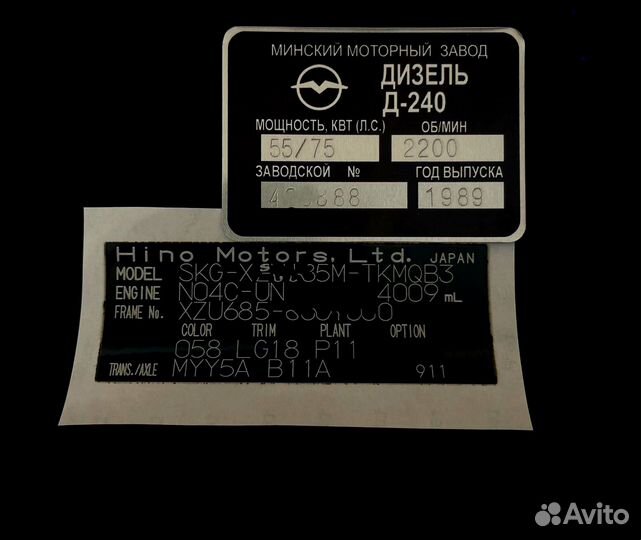 МИНСКИЙ МОТОРНЫЙ ЗАВОД
ДИЗЕЛЬ
Д-240
МОЩНОСТЬ, КВТ (Л.С.) ОБ/МИН
55/75 2200
ЗАВОДСКОЙ № ГОД ВЫПУСКА
1989
Hino Motors, Ltd. JAPAN
MODEL
ENGINE N04C-UN 4009 mL
FRAME No.
COLOR TRIM PLANT OPTION
058 LG18 P11
TRANS./AXLE MYY5A B11A 911
Avito